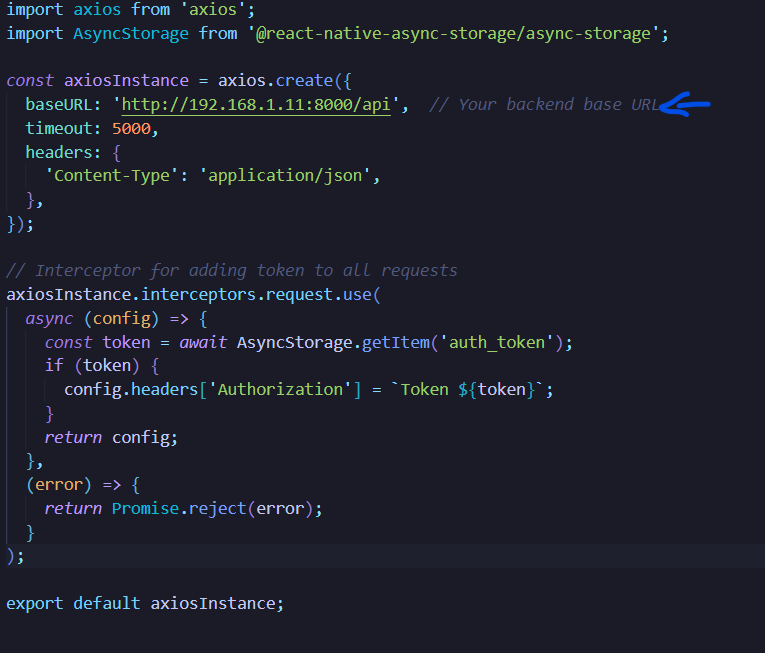 import axios from 'axios';
import AsyncStorage from '@react-native-async-storage/async-storage';
const axiosInstance = axios.create({
baseURL: 'http://192.168.1.11:8000/api', // Your backend base URL
timeout: 5000,
headers: {
'Content-Type': 'application/json',
},
});
// Interceptor for adding token to all requests
axiosInstance.interceptors.request.use(
async (config) => {
const token = await AsyncStorage.getItem('auth_token');
if (token) {
config.headers['Authorization'] = `Token ${token}`;
}
return config;
},
(error) => {
return Promise.reject(error);
}
);
export default axiosInstance;